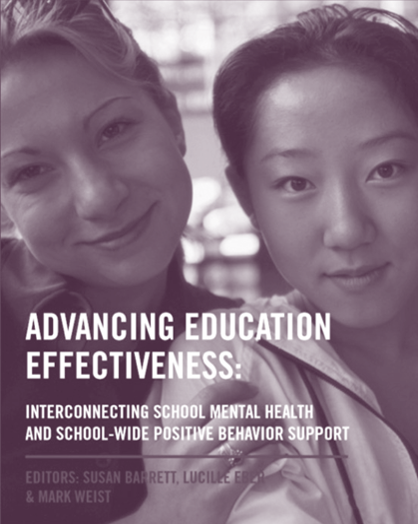 ADVANCING EDUCATION
EFFECTIVENESS:
INTERCONNECTING SCHOOL MENTAL HEALTH
AND SCHOOL-WIDE POSITIVE BEHAVIOR SUPPORT
EDITORS: SUSAN BARRETT, LUCILLE EBER
& MARK WEIST